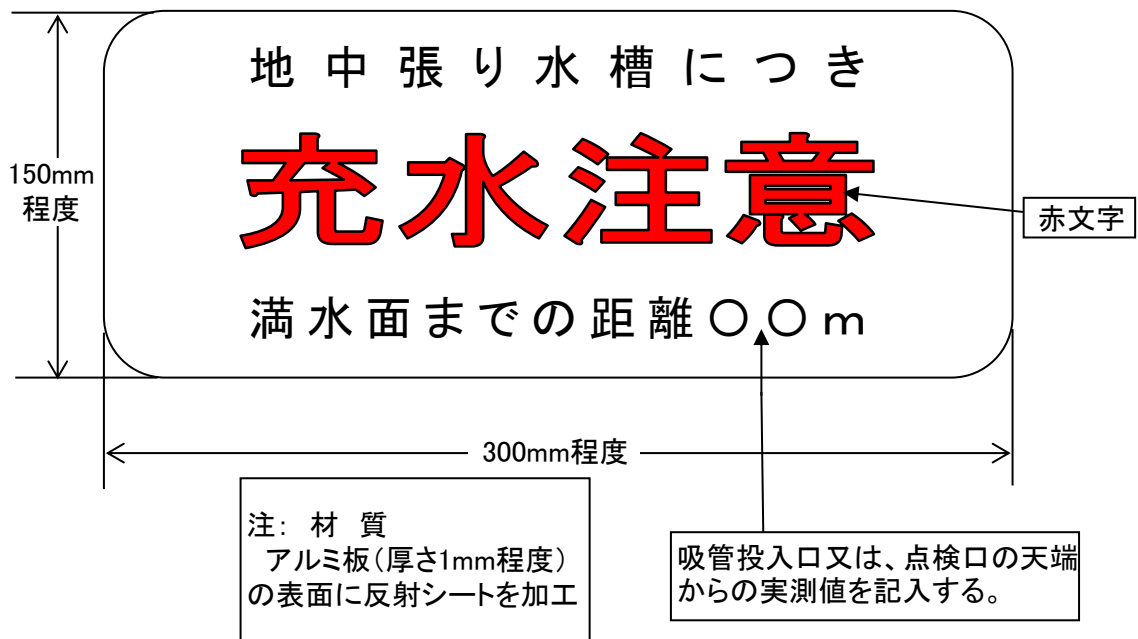 地中張り水槽につき
充水注意
満水面までの距離〇〇m
150mm
程度
赤文字
300mm程度
注: 材 質
アルミ板(厚さ1mm程度)
の表面に反射シートを加工
吸管投入口又は、点検口の天端
からの実測値を記入する。